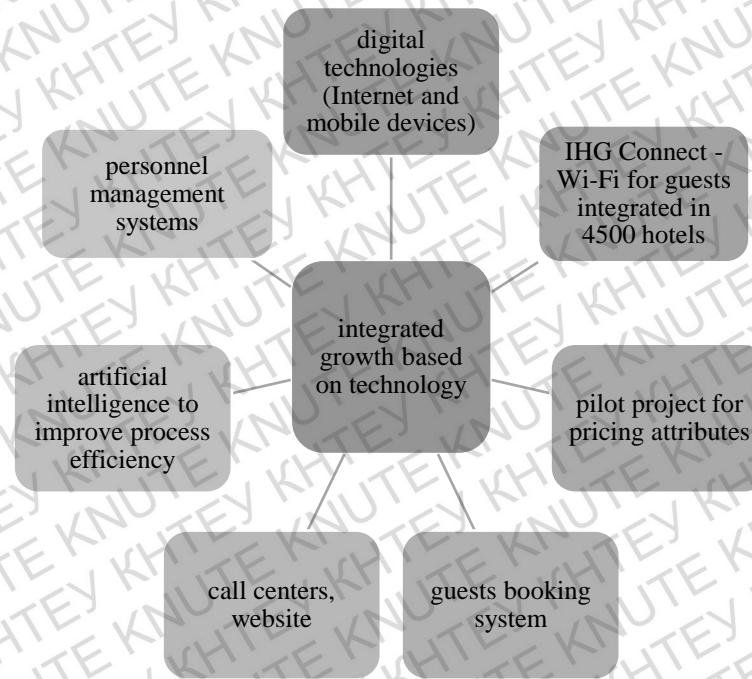 digital
technologies
(Internet and
mobile devices)
IHG Connect -
Wi-Fi for guests
integrated in
4500 hotels
personnel
management
systems
integrated
growth based
on technology
artificial
intelligence to
improve process
efficiency
pilot project for
pricing attributes
call centers,
website
guests booking
system
KNUTE КНТЕУ